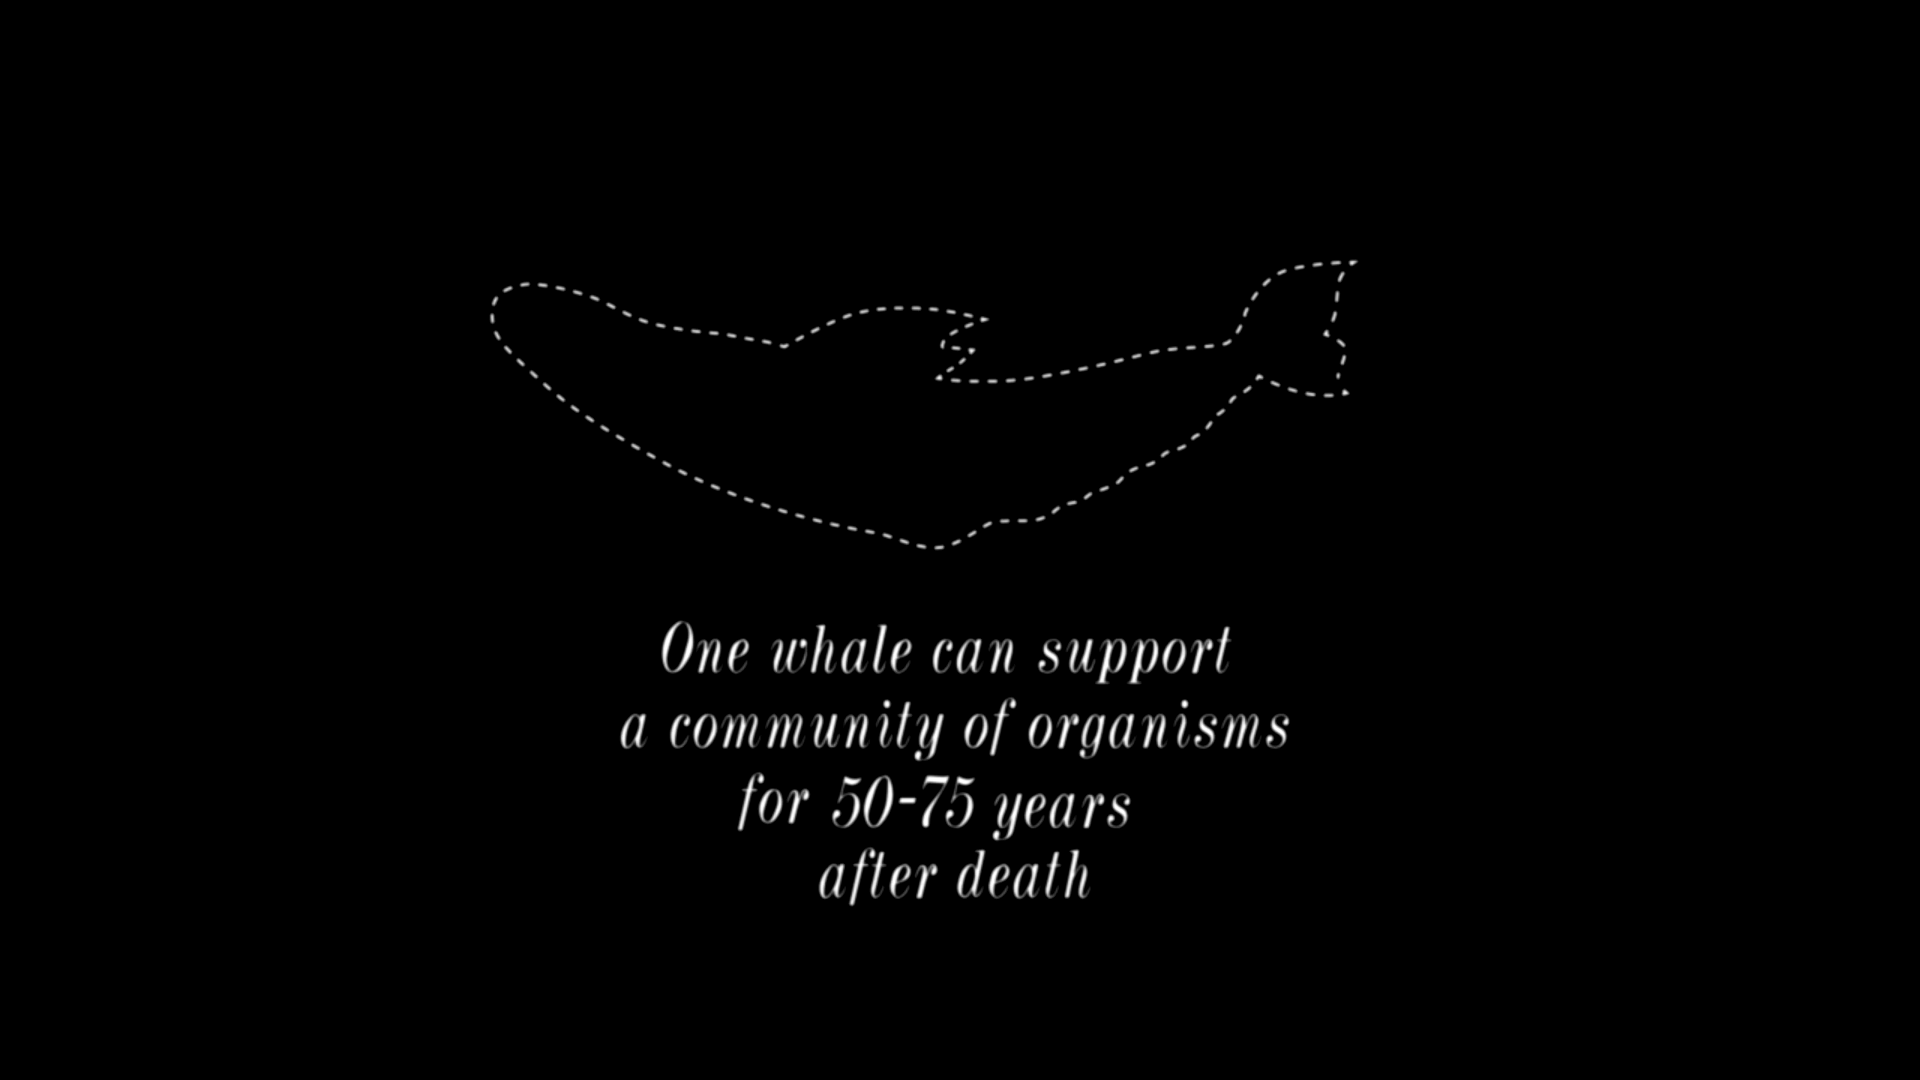 One whale can support
a community of organisms
for 50-75 years
after death